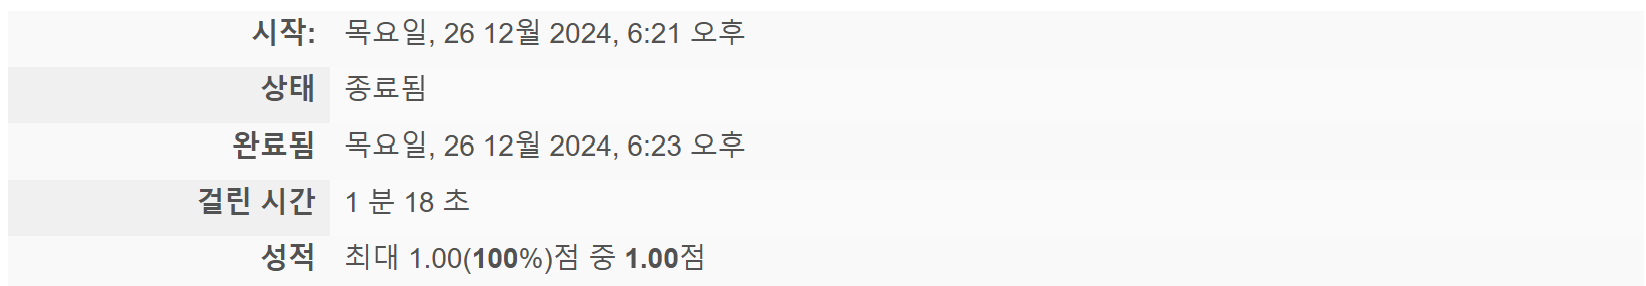 시작: 목요일, 26 12월 2024, 6:21 오후
상태 종료됨
완료됨 목요일, 26 12월 2024, 6:23 오후
걸린 시간 1 분 18 초
성적 최대 1.00(100%)점 중 1.00점